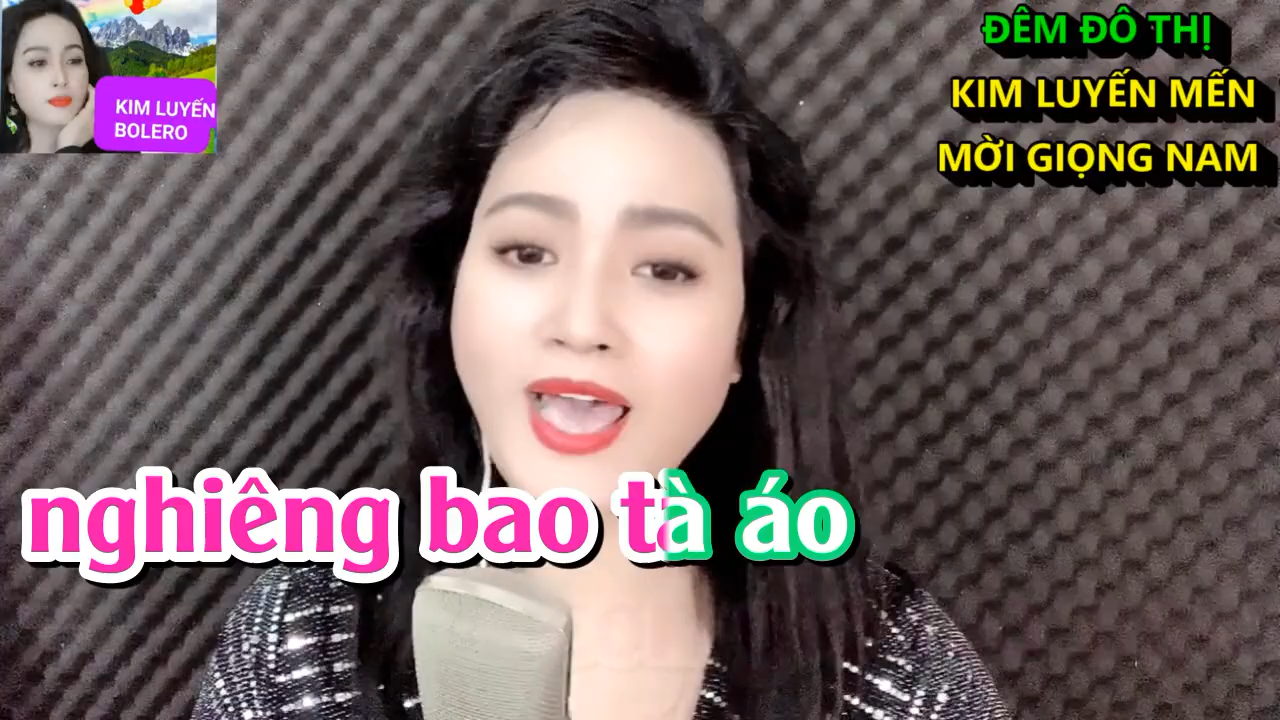 KIM LUYẾN
BOLERO
ĐÊM ĐÔ THỊ
KIM LUYẾN MẾN
MỜI GIỌNG NAM
nghiêng bao tà áo